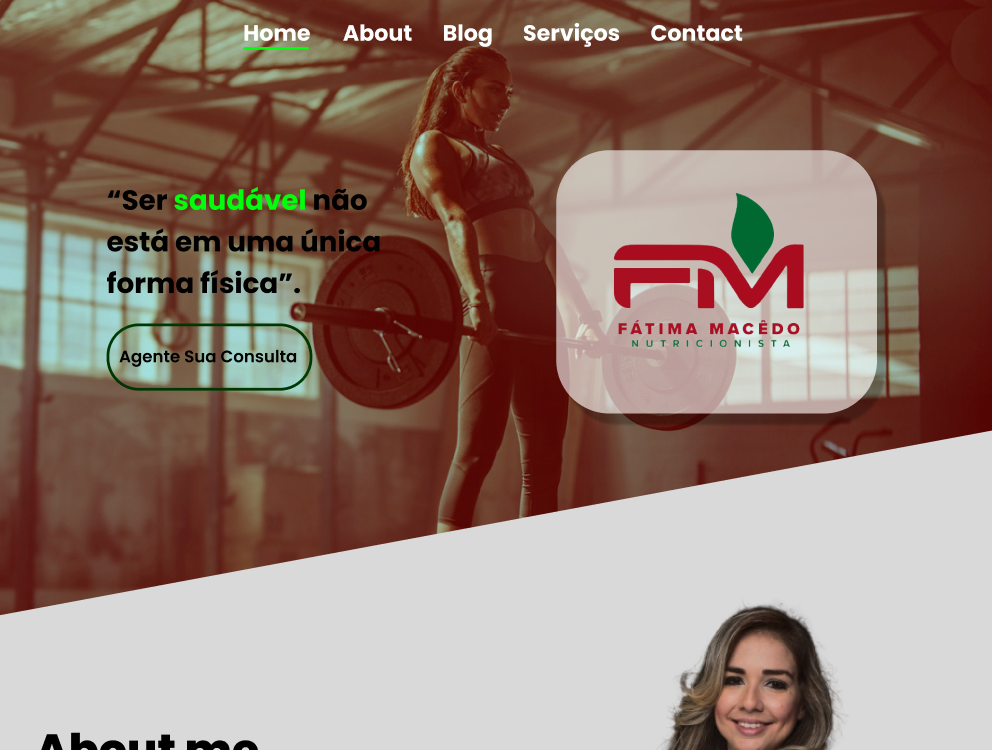 Home About Blog Serviços Contact
“Ser saudável não
está em uma única
forma física”.
Agente Sua Consulta
FM
FÁTIMA MACÊDO
NUTRICIONISTA
About me